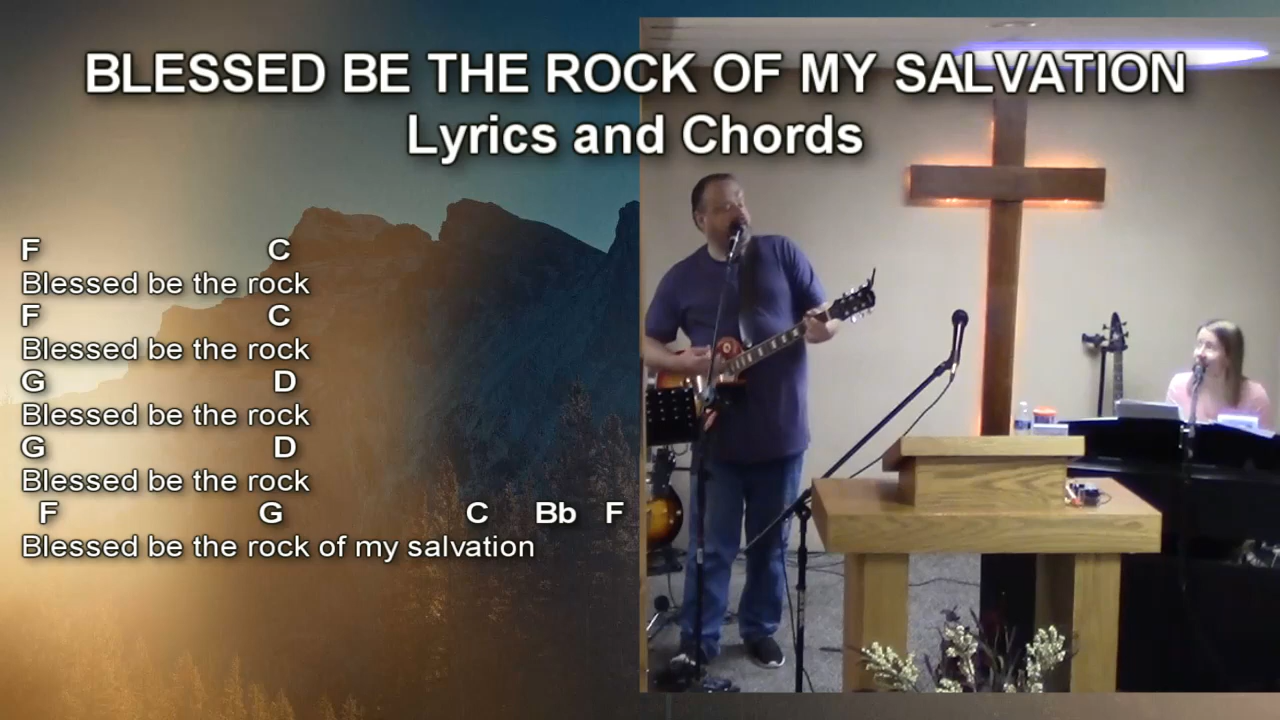 BLESSED BE THE ROCK OF MY SALVATION
Lyrics and Chords
F C
Blessed be the rock
F C
Blessed be the rock
G D
Blessed be the rock
G D
Blessed be the rock
F G C Bb F
Blessed be the rock of my salvation